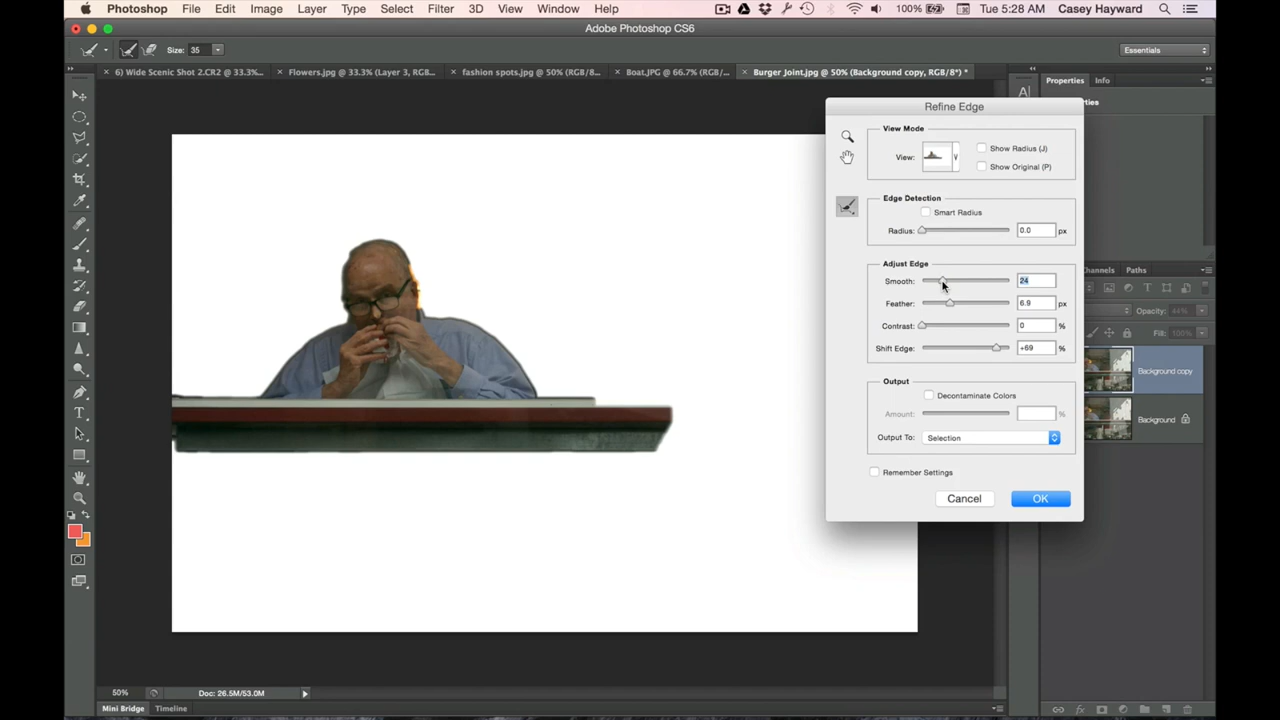 Photoshop File Edit Image Layer Type Select Filter 3D View Window Help 100% Tue 5:28 AM Casey Hayward
Adobe Photoshop CS6
Size: 35 Essentials
× 6) Wide Scenic Shot 2.CR2 @ 33.3%... × Flowers.jpg @ 33.3% (Layer 3, RGB... × fashion spots.jpg @ 50% (RGB/8... × Boat.JPG @ 66.7% (RGB/... × Burger Joint.jpg @ 50% (Background copy, RGB/8*) *
Properties Info
Refine Edge
View Mode
View: Show Radius (J)
Show Original (P)
Edge Detection
Smart Radius
Radius: 0.0 px
Adjust Edge
Smooth: 24
Feather: 6.9 px
Contrast: 0 %
Shift Edge: +69 %
Output
Decontaminate Colors
Amount: %
Output To: Selection
Remember Settings
Cancel OK
hannels Paths
Opacity: 44%
Fill: 100%
Background copy
Background
50% Doc: 26.5M/53.0M
Mini Bridge Timeline